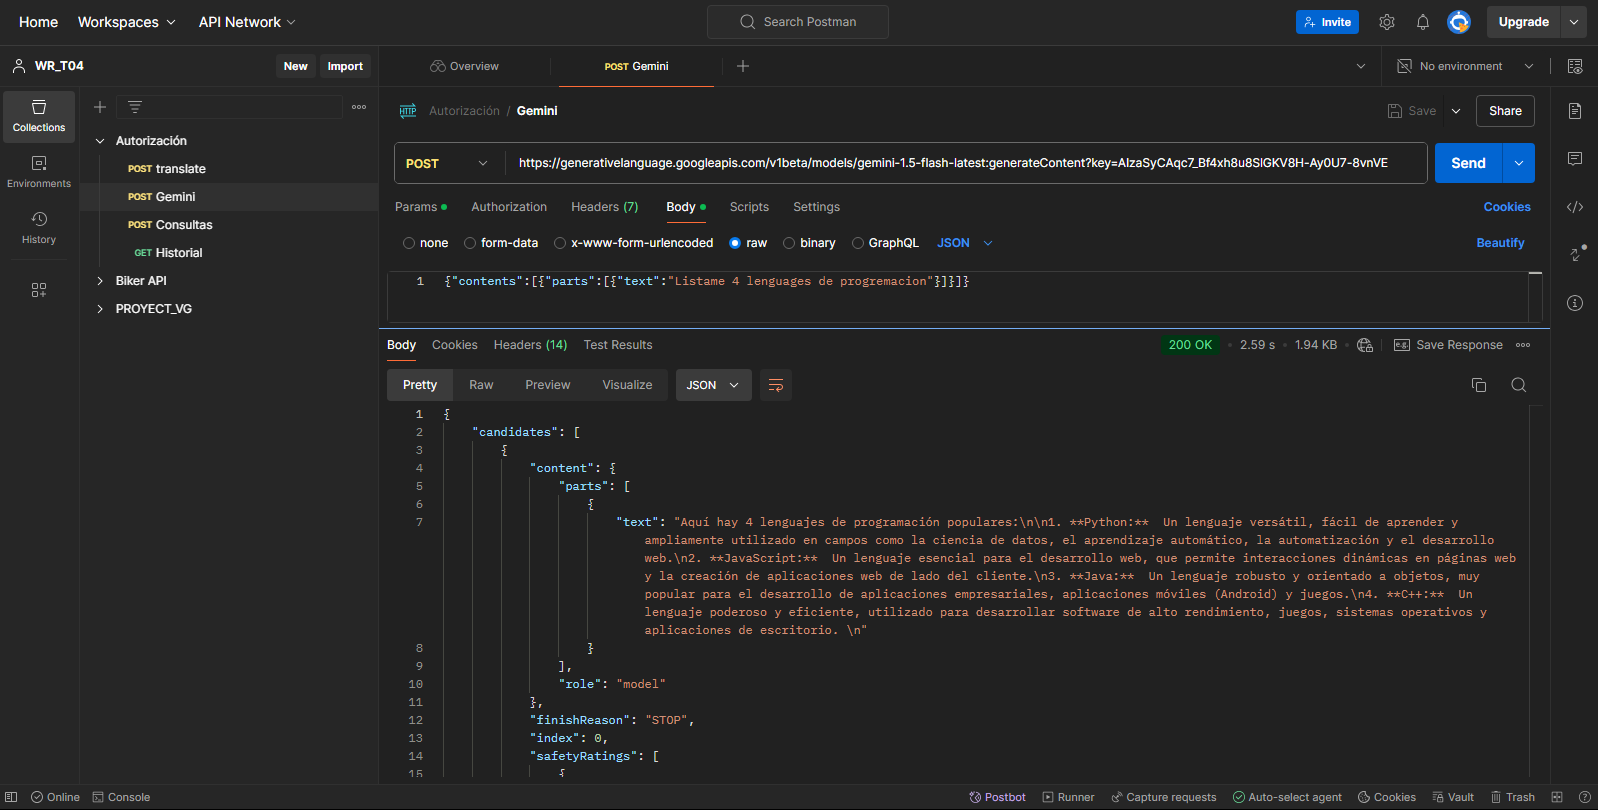 Home Workspaces API Network Search Postman Invite Upgrade
WR_T04 New Import Overview POST Gemini No environment
Collections
Environments
History
Autorización
POST translate
POST Gemini
POST Consultas
GET Historial
Biker API
PROYECT_VG
HTTP Autorización / Gemini Save Share
POST https://generativelanguage.googleapis.com/v1beta/models/gemini-1.5-flash-latest:generateContent?key=AIzaSyCAqc7_Bf4xh8u8SlGKV8H-Ay0U7-8vnVE Send
Params Authorization Headers (7) Body Scripts Settings Cookies
none form-data x-www-form-urlencoded raw binary GraphQL JSON Beautify
1 {"contents":[{"parts":[{"text":"Listame 4 lenguages de progremacion"}]}]}
Body Cookies Headers (14) Test Results 200 OK 2.59 s 1.94 KB e.g. Save Response
Pretty Raw Preview Visualize JSON
1 {
2 "candidates": [
3 {
4 "content": {
5 "parts": [
6 {
7 "text": "Aquí hay 4 lenguajes de programación populares:\n\n1. **Python:**  Un lenguaje versátil, fácil de aprender y
ampliamente utilizado en campos como la ciencia de datos, el aprendizaje automático, la automatización y el desarrollo
web.\n2. **JavaScript:**  Un lenguaje esencial para el desarrollo web, que permite interacciones dinámicas en páginas web
y la creación de aplicaciones web de lado del cliente.\n3. **Java:**  Un lenguaje robusto y orientado a objetos, muy
popular para el desarrollo de aplicaciones empresariales, aplicaciones móviles (Android) y juegos.\n4. **C++:**  Un
lenguaje poderoso y eficiente, utilizado para desarrollar software de alto rendimiento, juegos, sistemas operativos y
aplicaciones de escritorio. \n"
8 }
9 ],
10 "role": "model"
11 },
12 "finishReason": "STOP",
13 "index": 0,
14 "safetyRatings": [
15 {
Online Console Postbot Runner Capture requests Auto-select agent Cookies Vault Trash